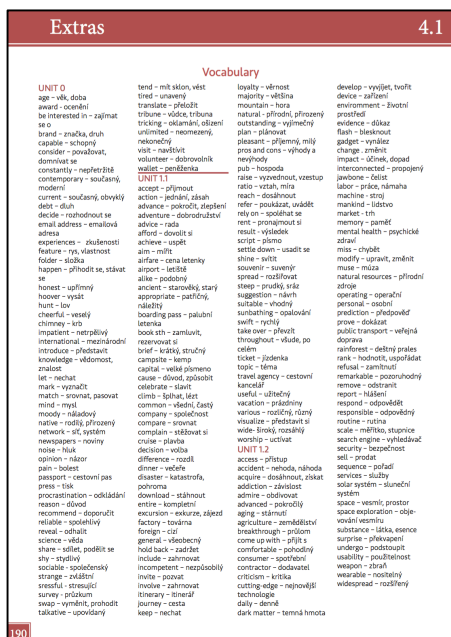 Extras
4.1
Vocabulary
UNIT 0
age – věk, doba
award - ocenění
be interested in – zajímat
se o
brand – značka, druh
capable – schopný
consider – považovat,
domnívat se
constantly – nepřetržitě
contemporary – současný,
moderní
current – současný, obvyklý
debt – dluh
decide – rozhodnout se
email address – emailová
adresa
experiences – zkušenosti
feature – rys, vlastnost
folder – složka
happen – přihodit se, stávat
se
honest – upřímný
hoover – vysát
hunt – lov
cheerful – veselý
chimney – krb
impatient – netrpělivý
international – mezinárodní
introduce – představit
knowledge – vědomost,
znalost
let – nechat
mark – vyznačit
match – srovnat, pasovat
mind – mysl
moody – náladový
native – rodilý, přirozený
network – síť, systém
newspapers – noviny
noise – hluk
opinion – názor
pain – bolest
passport – cestovní pas
press – tisk
procrastination – odkládání
reason – důvod
recommend – doporučit
reliable – spolehlivý
reveal – odhalit
science – věda
share – sdílet, podělit se
shy – stydlivý
sociable – společenský
strange – zvláštní
sressful - stresující
survey - průzkum
swap – vyměnit, prohodit
talkative – upovídaný
tend – mít sklon, vést
tired – unavený
translate – přeložit
tribune – vůdce, tribuna
tricking – oklamání, ošizení
unlimited – neomezený,
nekonečný
visit – navštívit
volunteer – dobrovolník
wallet – peněženka
UNIT 1.1
accept – přijmout
action – jednání, zásah
advance – pokročit, zlepšení
adventure – dobrodružství
advice – rada
afford – dovolit si
achieve – uspět
aim – mířit
airfare – cena letenky
airport – letiště
alike – podobný
ancient – starověký, starý
appropriate – patřičný,
náležitý
boarding pass – palubní
letenka
book sth – zamluvit,
rezervovat si
brief – krátký, stručný
campsite – kemp
capital – velké písmeno
cause – důvod, způsobit
celebrate – slavit
climb – šplhat, lézt
common – všední, častý
company – společnost
compare – srovnat
complain – stěžovat si
cruise – plavba
decision – volba
difference – rozdíl
dinner – večeře
disaster – katastrofa,
pohroma
download – stáhnout
entire – kompletní
excursion – exkurze, zájezd
factory – továrna
foreign – cizí
general – všeobecný
hold back – zadržet
include – zahrnovat
incompetent – nezpůsobilý
invite – pozvat
involve – zahrnovat
itinerary – itinerář
journey – cesta
keep – nechat
loyalty – věrnost
majority – většina
mountain – hora
natural - přírodní, přirozený
outstanding – vyjímečný
plan – plánovat
pleasant – příjemný, milý
pros and cons – výhody a
nevýhody
pub – hospoda
raise – vyzvednout, vzestup
ratio – vztah, míra
reach – dosáhnout
refer – poukázat, uvádět
rely on – spoléhat se
rent – pronajmout si
result - výsledek
script – písmo
settle down – usadit se
shine – svítit
souvenir – suvenýr
spread – rozšiřovat
steep – prudký, sráz
suggestion – návrh
suitable – vhodný
sunbathing – opalování
swift – rychlý
take over – převzít
throughout – všude, po
celém
ticket – jízdenka
topic – téma
travel agency – cestovní
kancelář
useful – užitečný
vacation – prázdniny
various – rozličný, různý
visualize – představit si
wide- široký, rozsáhlý
worship – uctívat
UNIT 1.2
access – přístup
accident – nehoda, náhoda
acquire – dosáhnout, získat
addiction – závislost
admire – obdivovat
advanced – pokročilý
aging – stárnutí
agriculture – zemědělství
breakthrough – průlom
come up with – přijít s
comfortable – pohodlný
consumer – spotřební
contractor – dodavatel
criticism – kritika
cutting-edge – nejnovější
technologie
daily – denně
dark matter – temná hmota
develop – vyvíjet, tvořit
device – zařízení
enviromment – životní
prostředí
evidence – důkaz
flash – blesknout
gadget – vynález
change . změnit
impact – účinek, dopad
interconnected – propojený
jawbone – čelist
labor – práce, námaha
machine - stroj
mankind – lidstvo
market - trh
memory – paměť
mental health – psychické
zdraví
miss – chybět
modify – upravit, změnit
muse – múza
natural resources – přírodní
zdroje
operating – operační
personal – osobní
prediction – předpověď
prove – dokázat
public transport – veřejná
doprava
rainforest – deštný prales
rank – hodnotit, uspořádat
refusal – zamítnutí
remarkable – pozoruhodný
remove – odstranit
report – hlášení
respond – odpovědět
responsible – odpovědný
routine – rutina
scale – měřítko, stupnice
search engine – vyhledávač
security – bezpečnost
sell – prodat
sequence – pořadí
services – služby
solar systém – sluneční
systém
space – vesmír, prostor
space exploration – obje-
vování vesmíru
substance – látka, esence
surprise – překvapení
undergo – podstoupit
usability – použitelnost
weapon – zbraň
wearable – nositelný
widespread – rozšířený
190